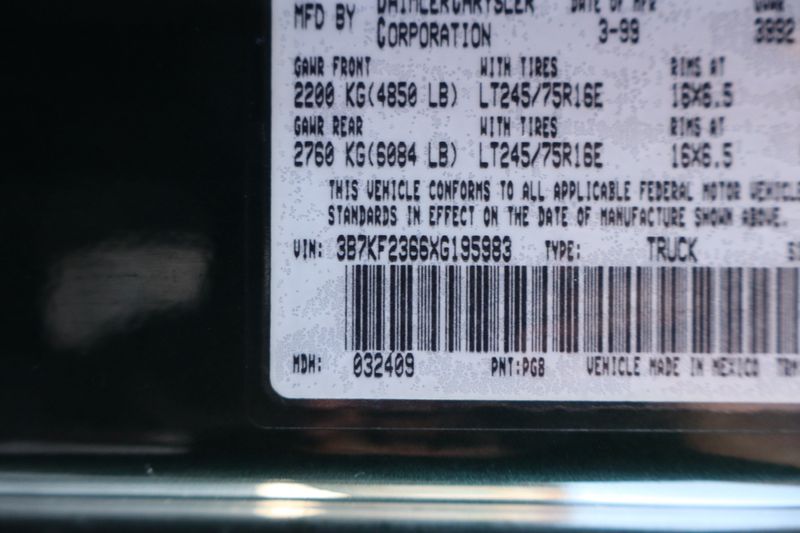 MFD BY DAIMLERCHRYSLER CORPORATION DATE OF MFR 3-99
GAWR FRONT WITH TIRES RIMS AT
2200 KG(4850 LB) LT245/75R16E 16X6.5
GAWR REAR WITH TIRES RIMS AT
2760 KG(6084 LB) LT245/75R16E 16X6.5
THIS VEHICLE CONFORMS TO ALL APPLICABLE FEDERAL MOTOR VEHICLE
STANDARDS IN EFFECT ON THE DATE OF MANUFACTURE SHOWN ABOVE.
VIN: 3B7KF2366XG195983 TYPE: TRUCK
MDH: 032409 PNT:PG8 VEHICLE MADE IN MEXICO